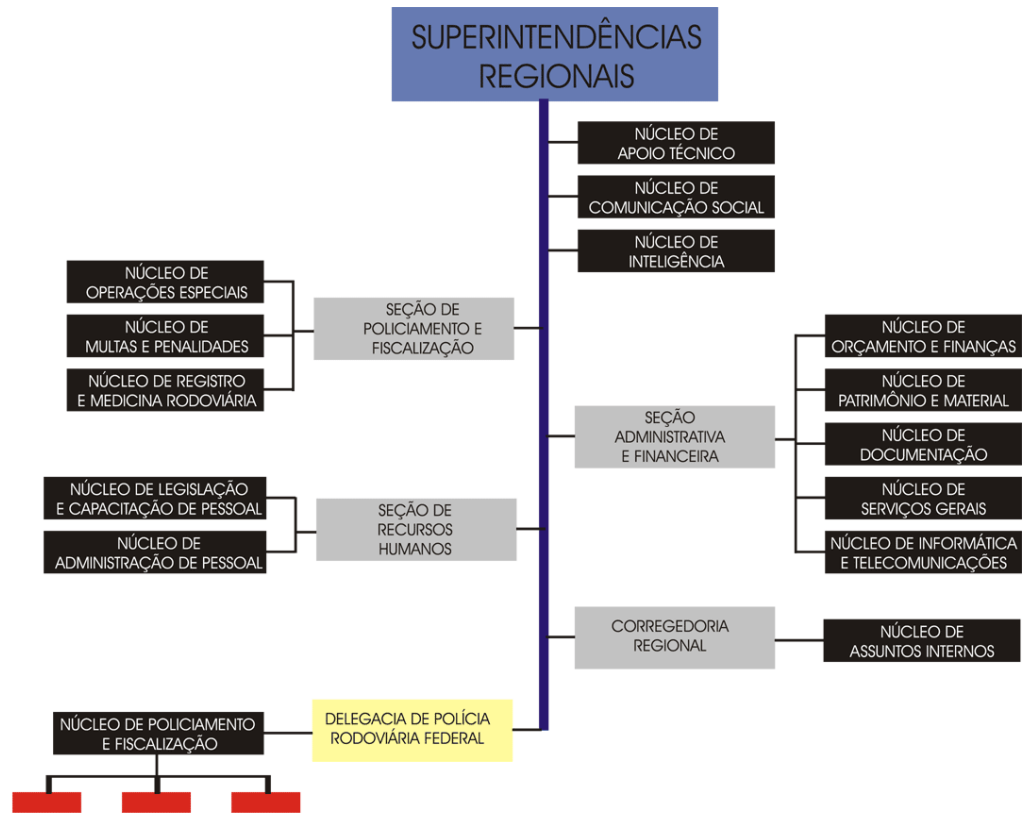 SUPERINTENDÊNCIAS
REGIONAIS
NÚCLEO DE
APOIO TÉCNICO
NÚCLEO DE
COMUNICAÇÃO SOCIAL
NÚCLEO DE
INTELIGÊNCIA
NÚCLEO DE
OPERAÇÕES ESPECIAIS
NÚCLEO DE
MULTAS E PENALIDADES
NÚCLEO DE REGISTRO
E MEDICINA RODOVIÁRIA
SEÇÃO DE
POLICIAMENTO E
FISCALIZAÇÃO
SEÇÃO
ADMINISTRATIVA
E FINANCEIRA
NÚCLEO DE
ORÇAMENTO E FINANÇAS
NÚCLEO DE
PATRIMÔNIO E MATERIAL
NÚCLEO DE
DOCUMENTAÇÃO
NÚCLEO DE
SERVIÇOS GERAIS
NÚCLEO DE INFORMÁTICA
E TELECOMUNICAÇÕES
NÚCLEO DE LEGISLAÇÃO
E CAPACITAÇÃO DE PESSOAL
NÚCLEO DE
ADMINISTRAÇÃO DE PESSOAL
SEÇÃO DE
RECURSOS
HUMANOS
CORREGEDORIA
REGIONAL
NÚCLEO DE
ASSUNTOS INTERNOS
NÚCLEO DE POLICIAMENTO
E FISCALIZAÇÃO
DELEGACIA DE POLÍCIA
RODOVIÁRIA FEDERAL